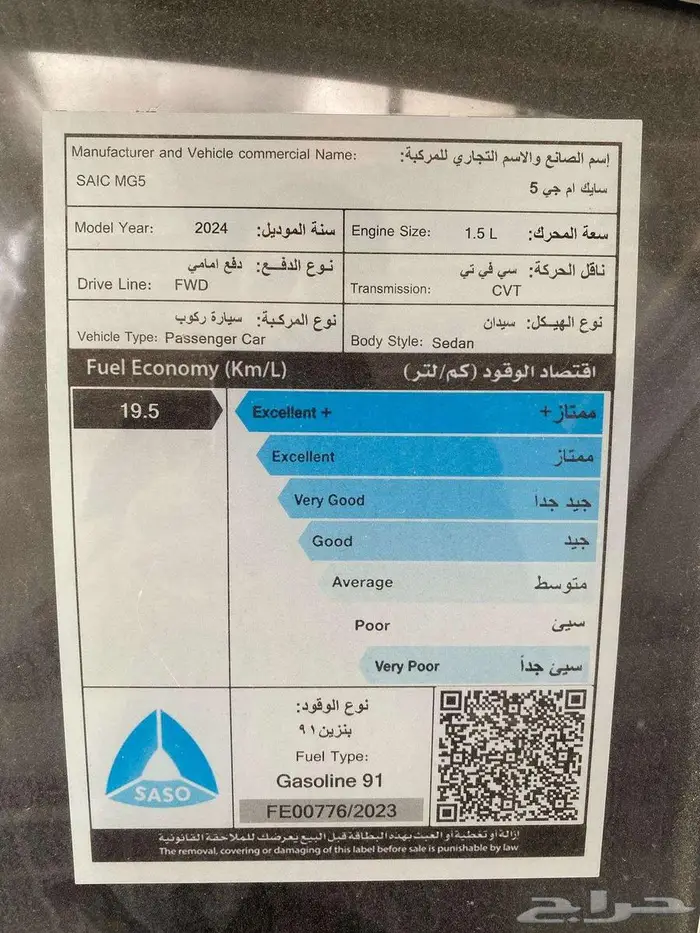 Manufacturer and Vehicle commercial Name: إسم الصانع والاسم التجاري للمركبة:
SAIC MG5 سايك ام جي 5
Model Year: 2024 سنة الموديل:
Engine Size: 1.5 L سعة المحرك:
نوع الدفـــع: دفع امامي
Drive Line: FWD
ناقل الحركة: سي في تي
Transmission: CVT
نوع المركبة: سيارة ركوب
Vehicle Type: Passenger Car
نوع الهيكل: سيدان
Body Style: Sedan
Fuel Economy (Km/L) اقتصاد الوقود (كم/لتر)
19.5
Excellent + ممتاز+
Excellent ممتاز
Very Good جيد جداً
Good جيد
Average متوسط
Poor سيئ
Very Poor سيئ جداً
SASO
نوع الوقود:
بنزين ٩١
Fuel Type:
Gasoline 91
FE00776/2023
إزالة أو تغطية أو العبث بهذه البطاقة قبل البيع يعرضك للملاحقة القانونية
The removal, covering or damaging of this label before sale is punishable by law
حراج